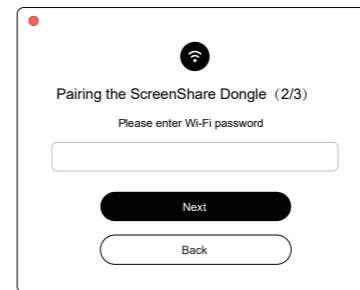 Pairing the ScreenShare Dongle（2/3）
Please enter Wi-Fi password
Next
Back